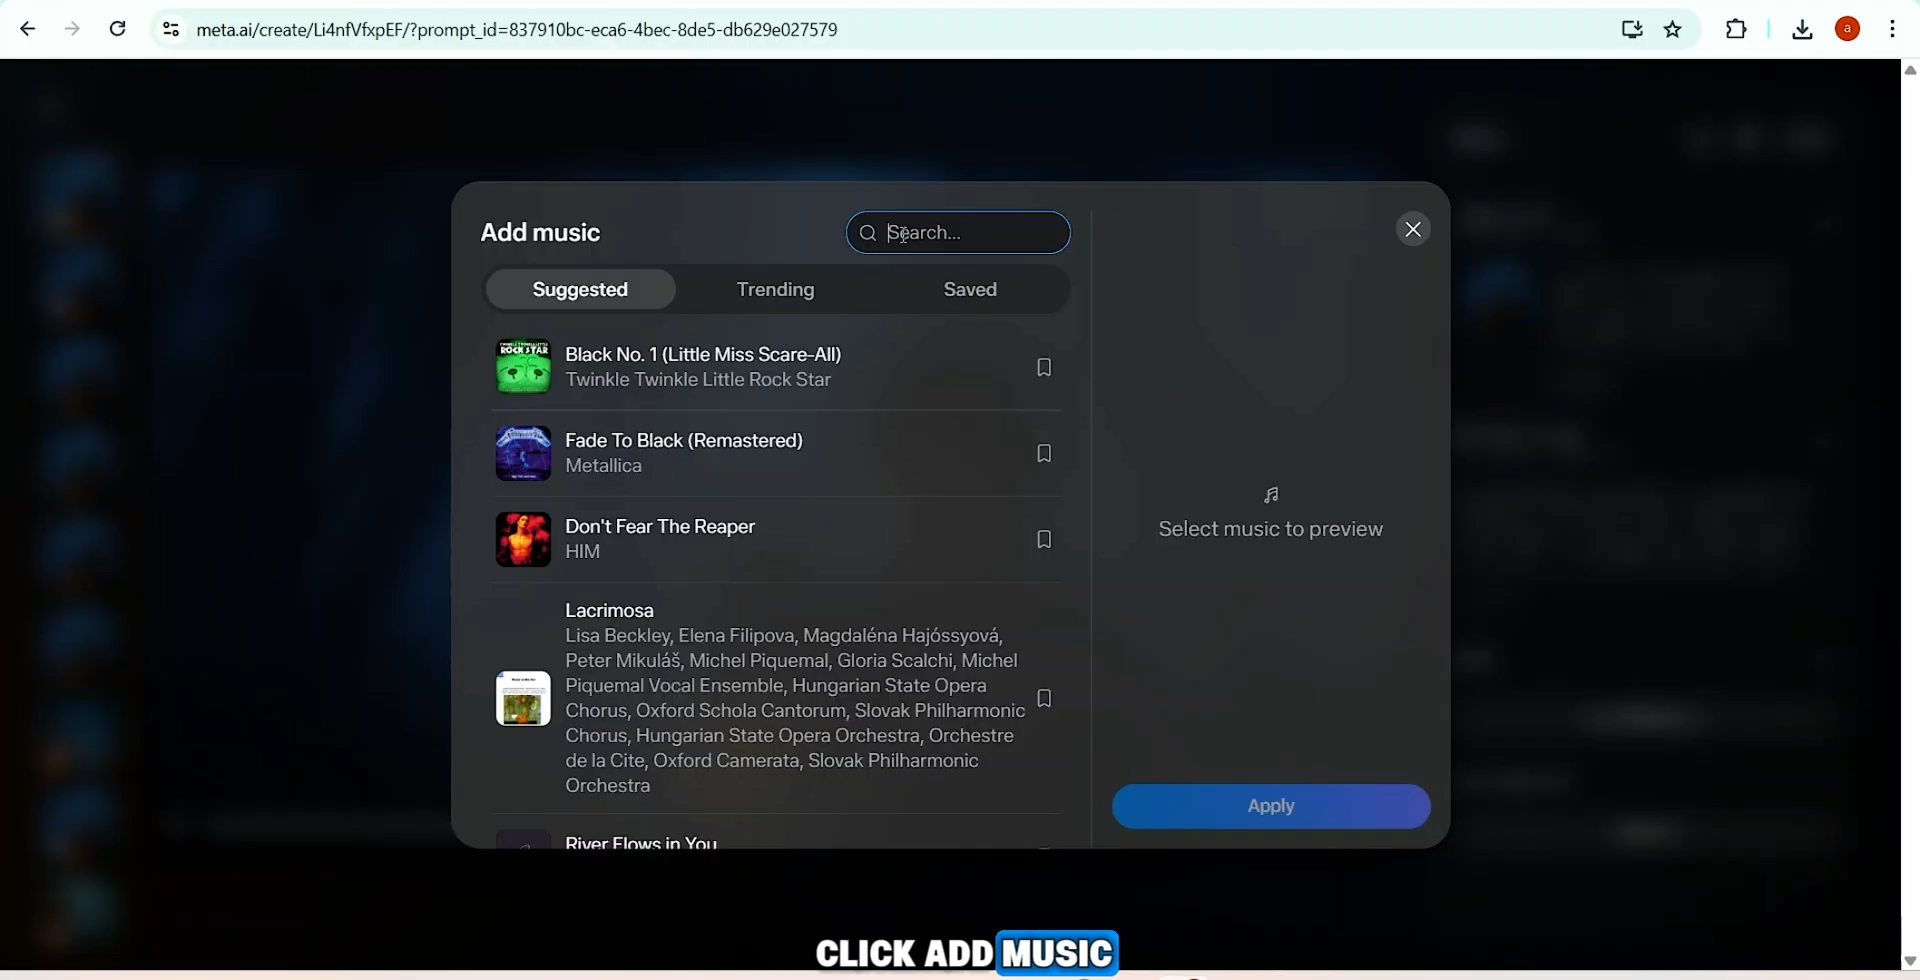 meta.ai/create/Li4nfVfxpEF/?prompt_id=837910bc-eca6-4bec-8de5-db629e027579
a
Add music
Search...
Suggested
Trending
Saved
ROCK STAR
Black No. 1 (Little Miss Scare-All)
Twinkle Twinkle Little Rock Star
Fade To Black (Remastered)
Metallica
Don't Fear The Reaper
HIM
Lacrimosa
Lisa Beckley, Elena Filipova, Magdaléna Hajóssyová,
Peter Mikuláš, Michel Piquemal, Gloria Scalchi, Michel
Piquemal Vocal Ensemble, Hungarian State Opera
Chorus, Oxford Schola Cantorum, Slovak Philharmonic
Chorus, Hungarian State Opera Orchestra, Orchestre
de la Cite, Oxford Camerata, Slovak Philharmonic
Orchestra
River Flows in You
Select music to preview
Apply
CLICK ADD MUSIC